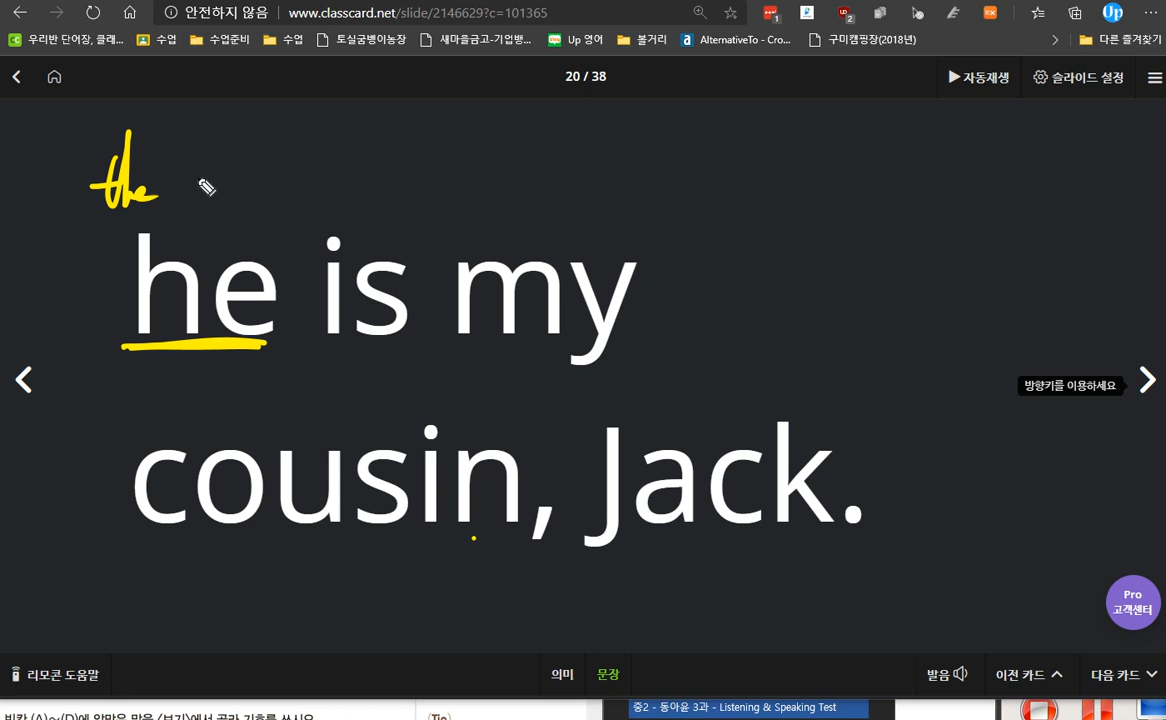 안전하지 않음 | www.classcard.net/slide/2146629?c=101365
우리반 단어장, 클래... 수업 수업준비 수업 토실궁뱅이농장 새마을금고-기업뱅... Up 영어 볼거리 AlternativeTo - Cro... 구미캠핑장(2018년) 다른 즐겨찾기
20 / 38 자동재생 슬라이드 설정
the
he is my
방향키를 이용하세요
cousin, Jack.
Pro
고객센터
리모콘 도움말 의미 문장 발음 이전 카드 다음 카드
중2 - 동아윤 3과 - Listening & Speaking Test